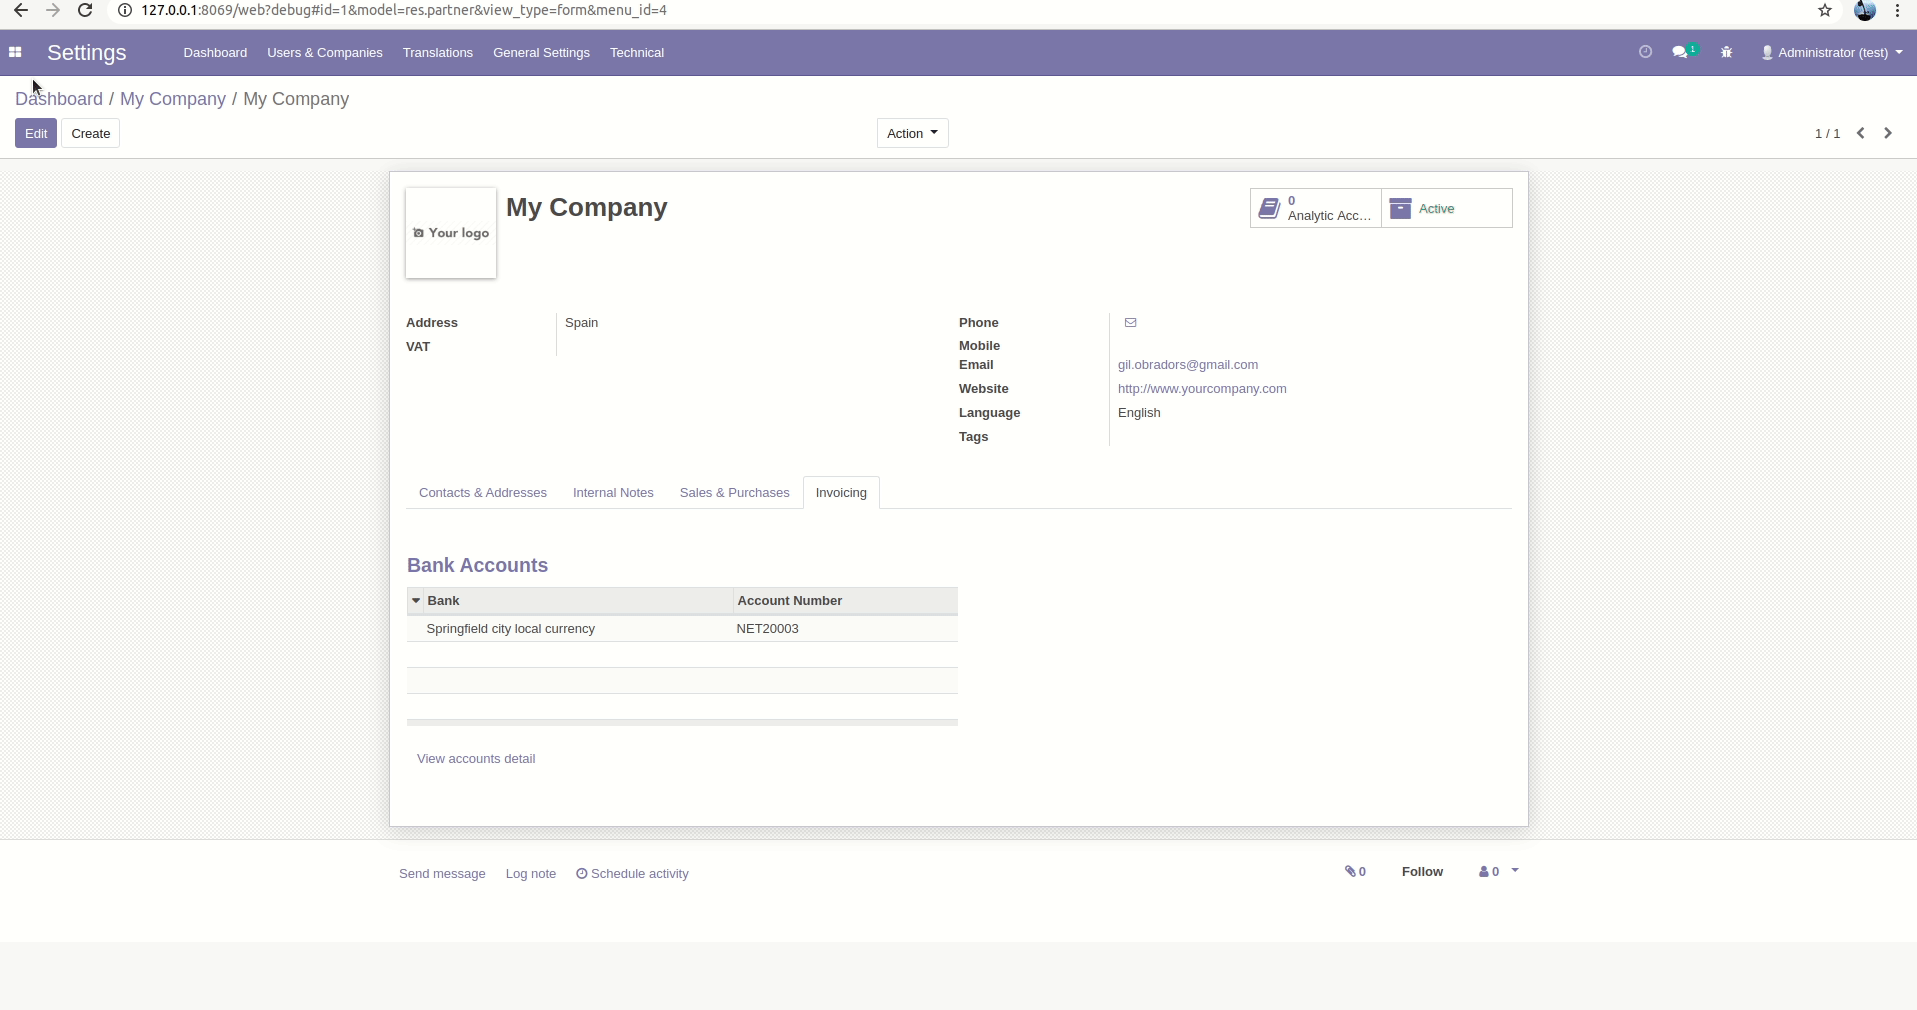 127.0.0.1:8069/web?debug#id=1&model=res.partner&view_type=form&menu_id=4
Settings Dashboard Users & Companies Translations General Settings Technical 1 Administrator (test)
Dashboard / My Company / My Company
Edit Create Action 1 / 1
Your logo
My Company
0
Analytic Acc...
Active
Address Spain
VAT
Phone
Mobile
Email gil.obradors@gmail.com
Website http://www.yourcompany.com
Language English
Tags
Contacts & Addresses Internal Notes Sales & Purchases Invoicing
Bank Accounts
Bank Account Number
Springfield city local currency NET20003
View accounts detail
Send message Log note Schedule activity 0 Follow 0